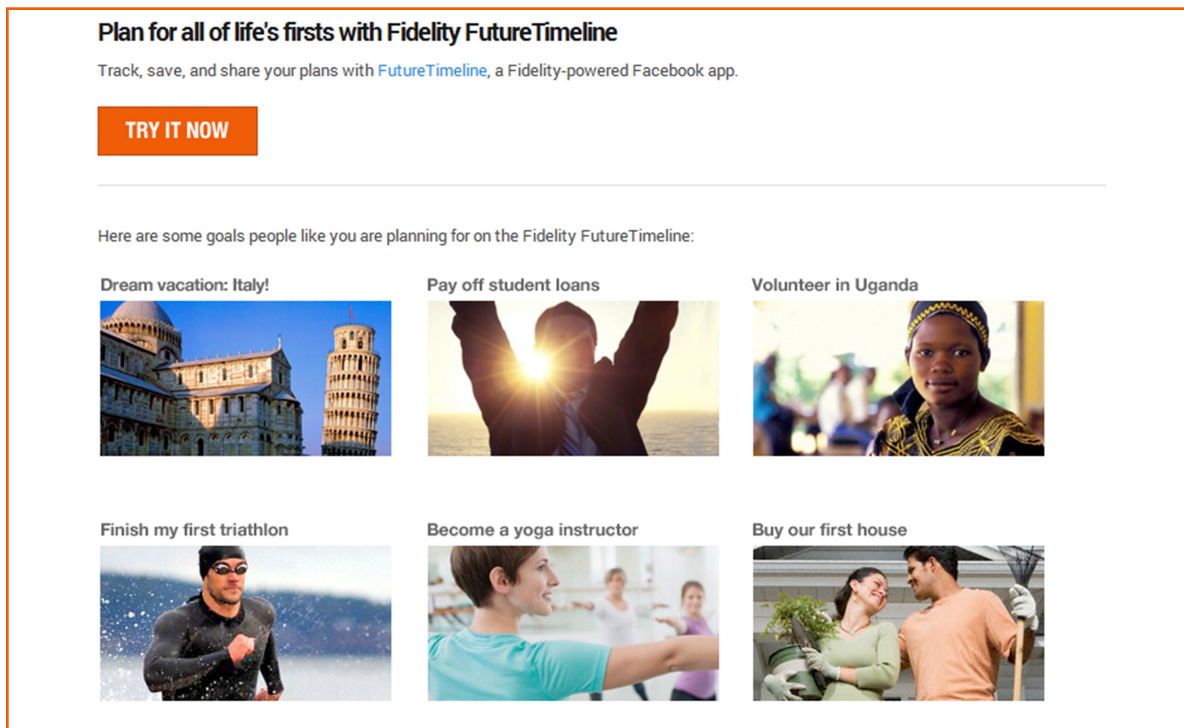 Plan for all of life's firsts with Fidelity FutureTimeline
Track, save, and share your plans with FutureTimeline, a Fidelity-powered Facebook app.
TRY IT NOW
Here are some goals people like you are planning for on the Fidelity FutureTimeline:
Dream vacation: Italy!
Pay off student loans
Volunteer in Uganda
Finish my first triathlon
Become a yoga instructor
Buy our first house